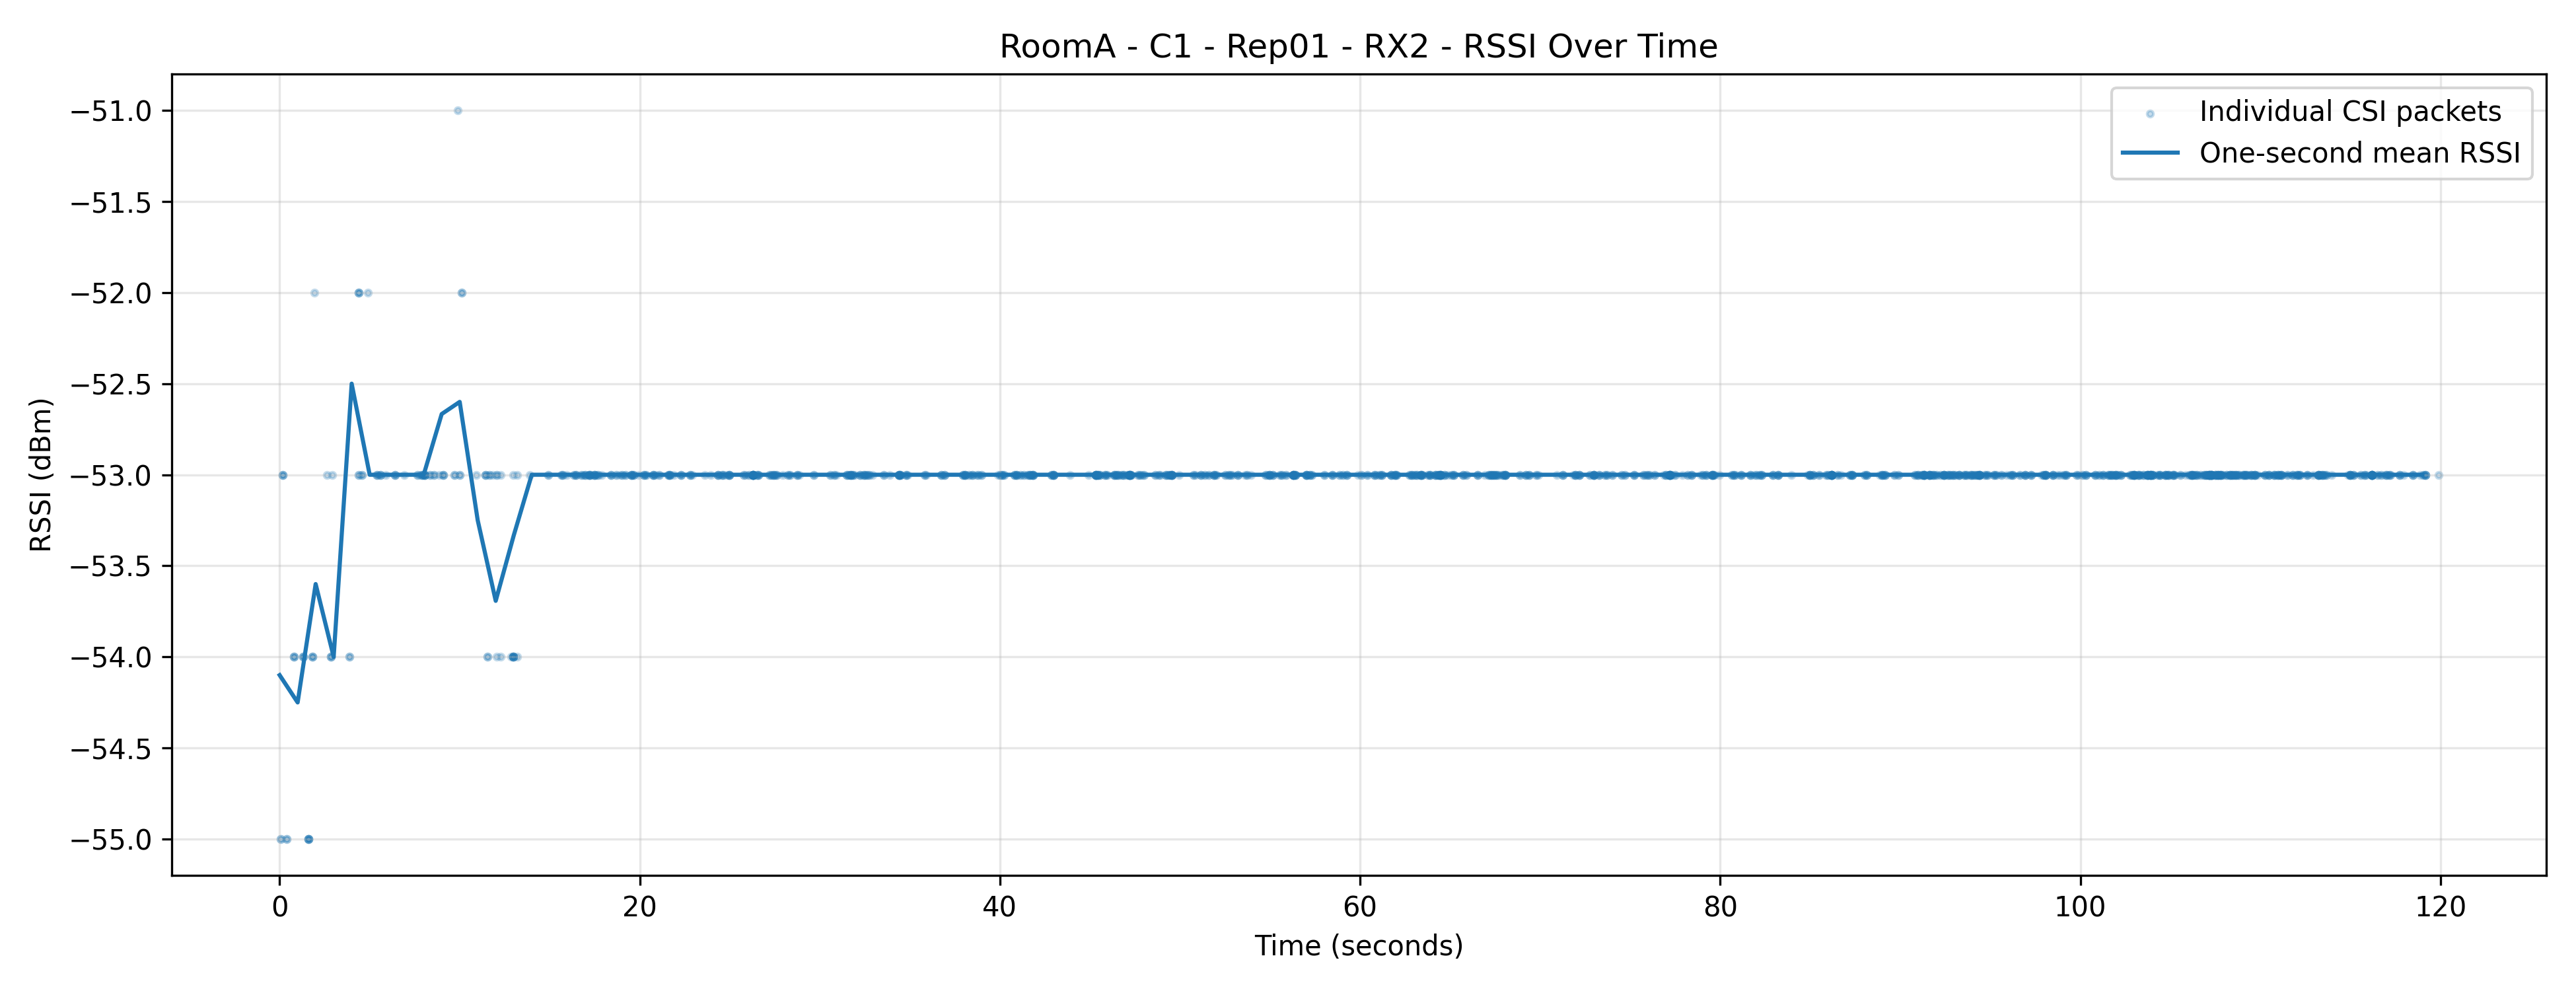 RoomA - C1 - Rep01 - RX2 - RSSI Over Time
Individual CSI packets
One-second mean RSSI
RSSI (dBm)
−51.0
−51.5
−52.0
−52.5
−53.0
−53.5
−54.0
−54.5
−55.0
0 20 40 60 80 100 120
Time (seconds)